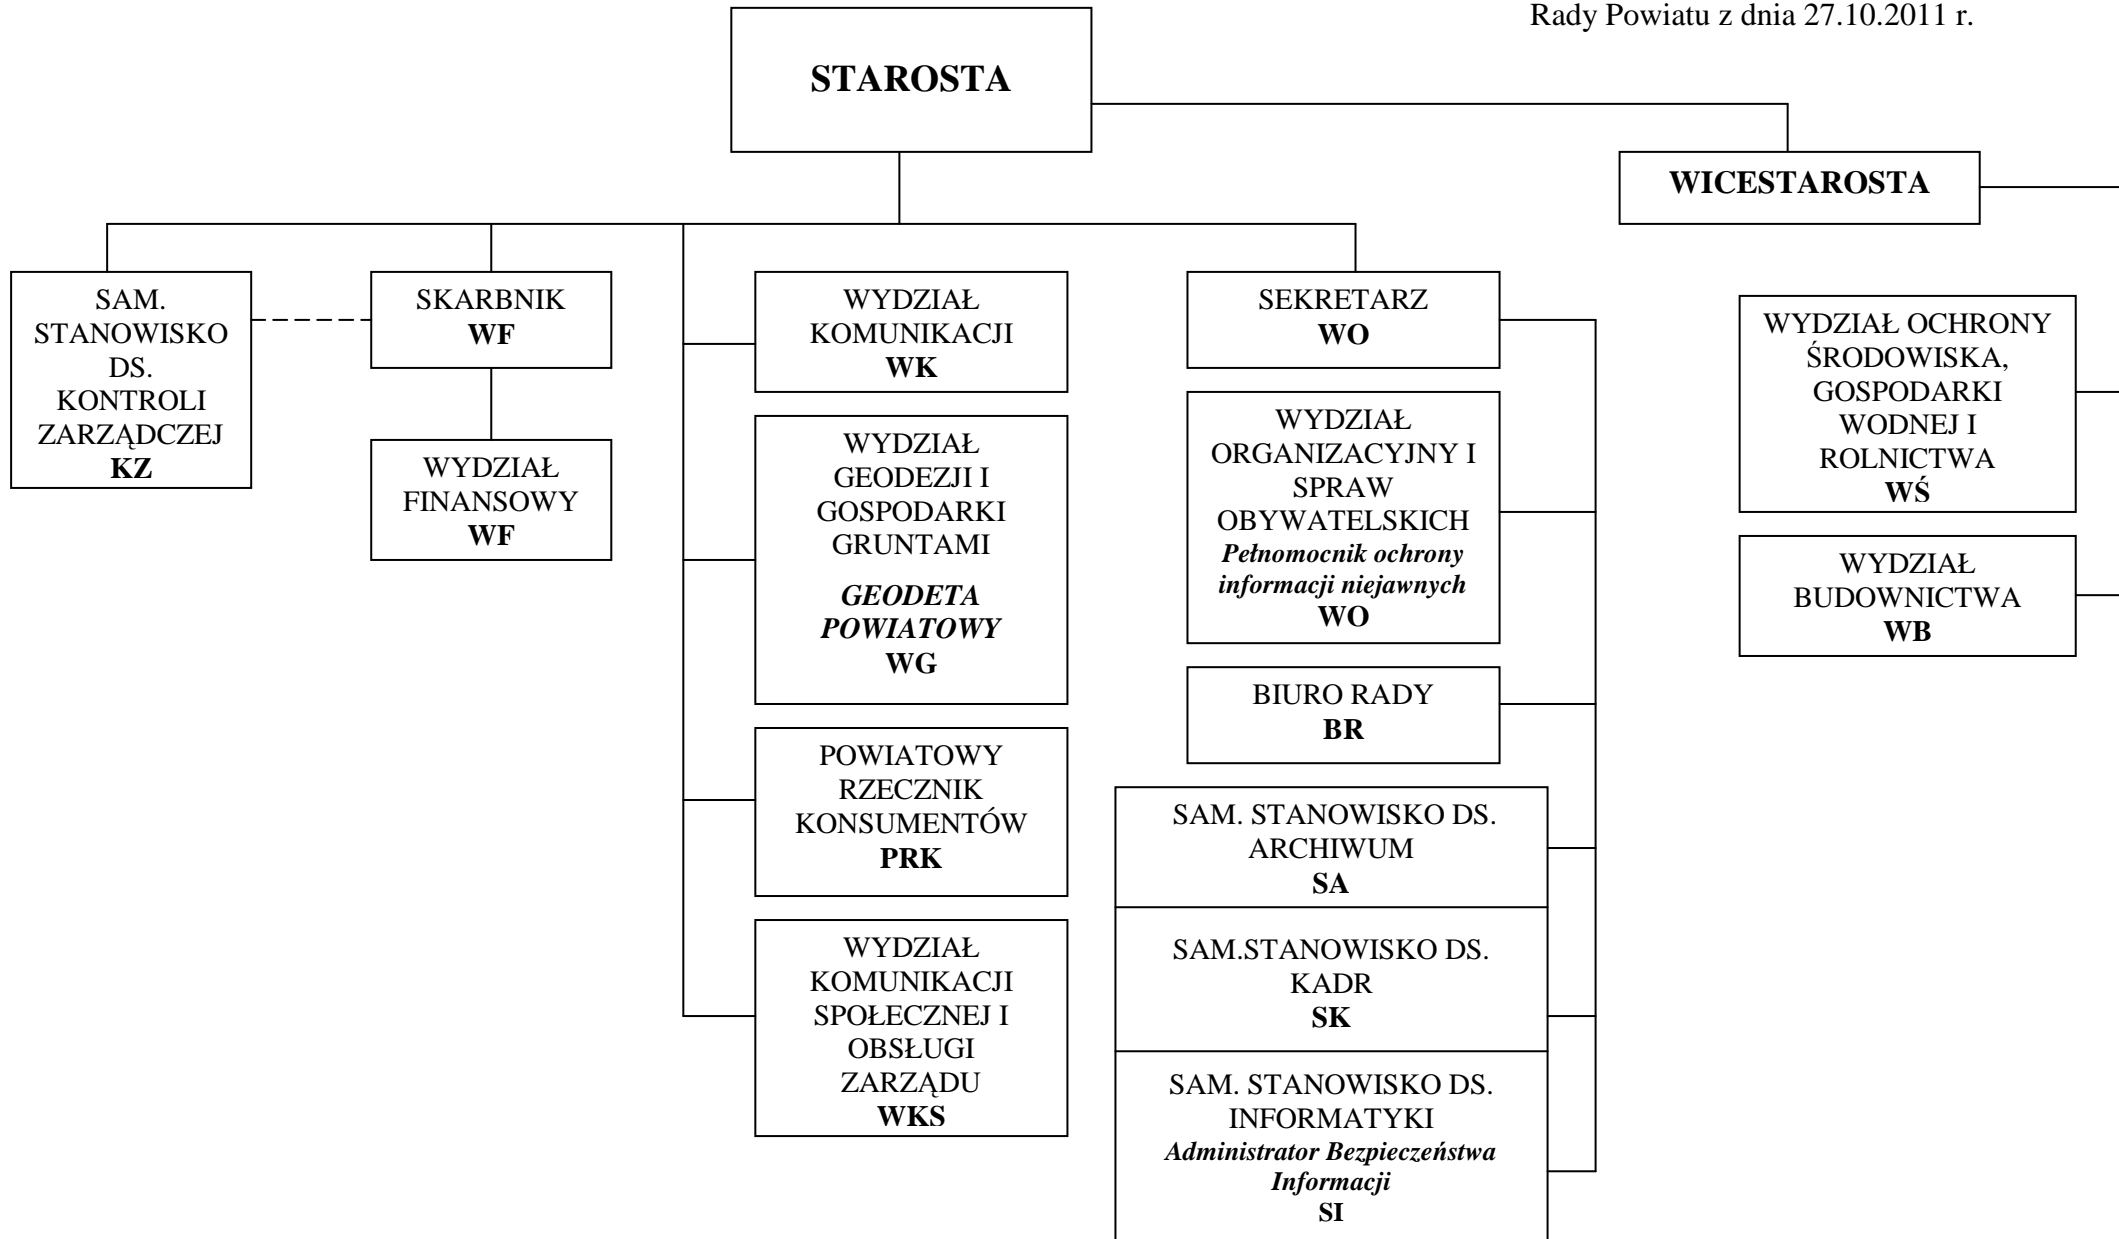 Rady Powiatu z dnia 27.10.2011 r.
STAROSTA
WICESTAROSTA
SAM.
STANOWISKO
DS.
KONTROLI
ZARZĄDCZEJ
KZ
SKARBNIK
WF
WYDZIAŁ
FINANSOWY
WF
WYDZIAŁ
KOMUNIKACJI
WK
WYDZIAŁ
GEODEZJI I
GOSPODARKI
GRUNTAMI
GEODETA
POWIATOWY
WG
POWIATOWY
RZECZNIK
KONSUMENTÓW
PRK
WYDZIAŁ
KOMUNIKACJI
SPOŁECZNEJ I
OBSŁUGI
ZARZĄDU
WKS
SEKRETARZ
WO
WYDZIAŁ
ORGANIZACYJNY I
SPRAW
OBYWATELSKICH
Pełnomocnik ochrony
informacji niejawnych
WO
BIURO RADY
BR
SAM. STANOWISKO DS.
ARCHIWUM
SA
SAM.STANOWISKO DS.
KADR
SK
SAM. STANOWISKO DS.
INFORMATYKI
Administrator Bezpieczeństwa
Informacji
SI
WYDZIAŁ OCHRONY
ŚRODOWISKA,
GOSPODARKI
WODNEJ I
ROLNICTWA
WŚ
WYDZIAŁ
BUDOWNICTWA
WB